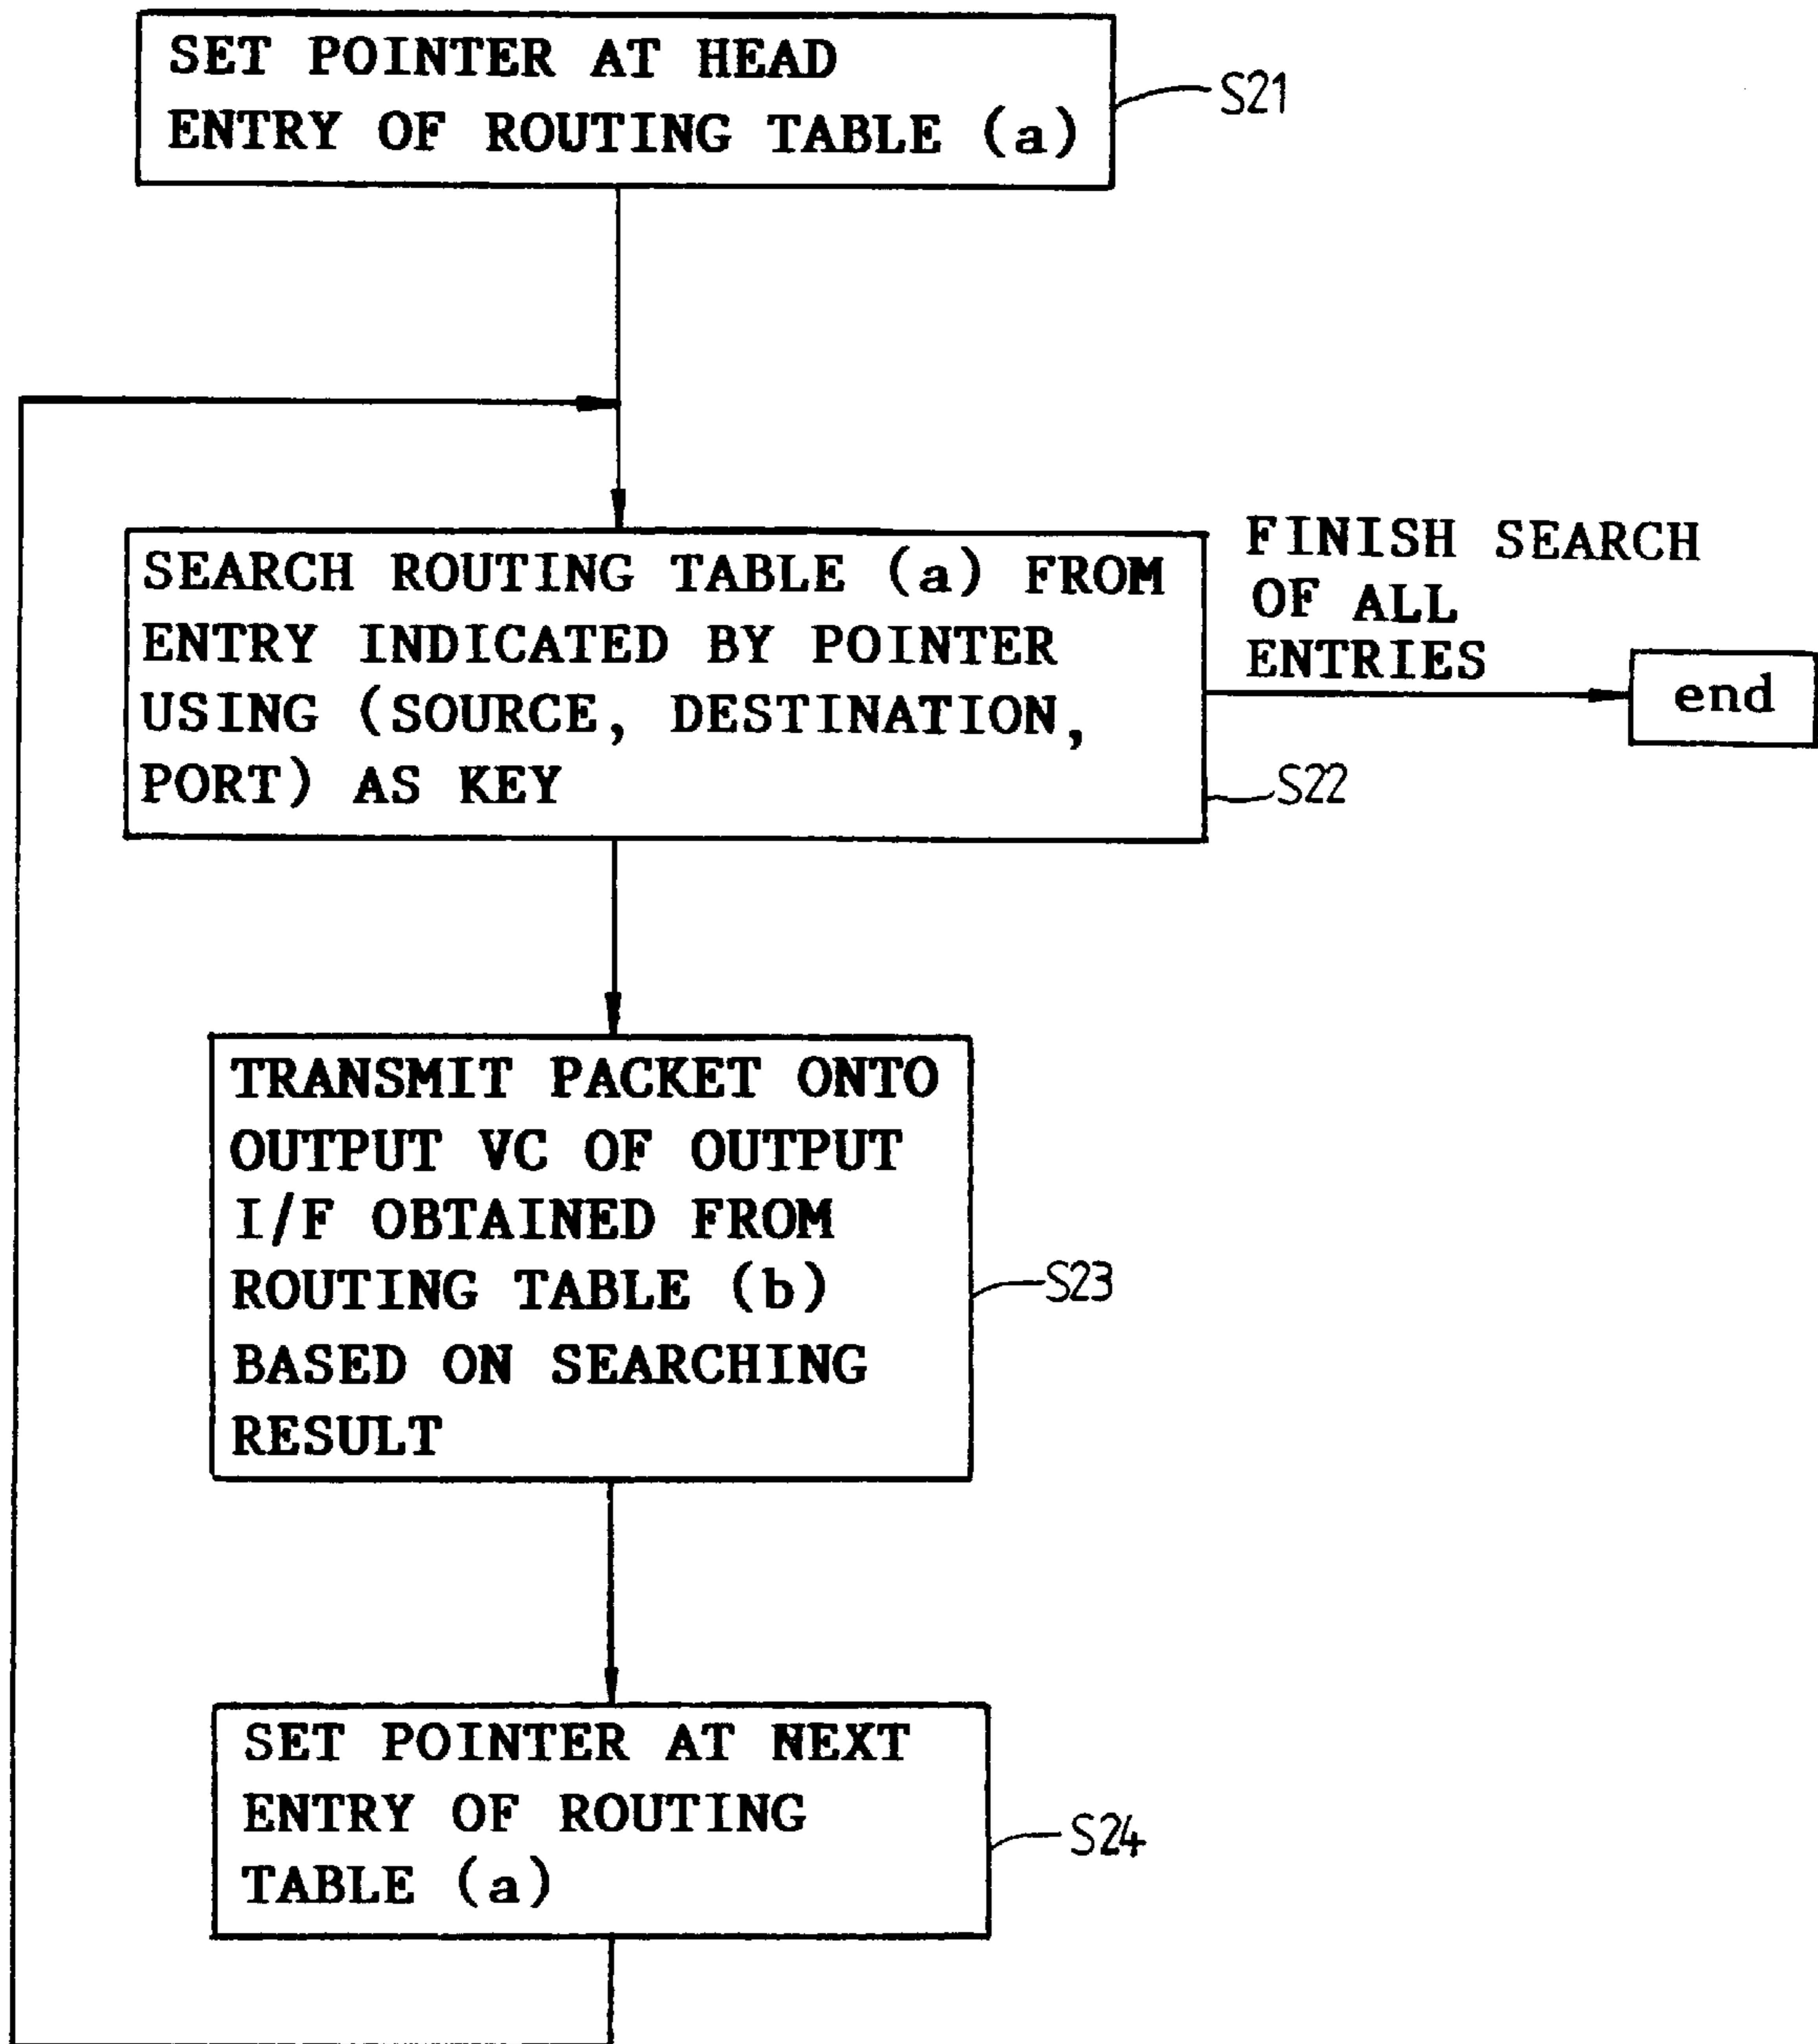 SET POINTER AT HEAD
ENTRY OF ROUTING TABLE (a)
S21
SEARCH ROUTING TABLE (a) FROM
ENTRY INDICATED BY POINTER
USING (SOURCE, DESTINATION,
PORT) AS KEY
S22
FINISH SEARCH
OF ALL
ENTRIES
end
TRANSMIT PACKET ONTO
OUTPUT VC OF OUTPUT
I/F OBTAINED FROM
ROUTING TABLE (b)
BASED ON SEARCHING
RESULT
S23
SET POINTER AT NEXT
ENTRY OF ROUTING
TABLE (a)
S24